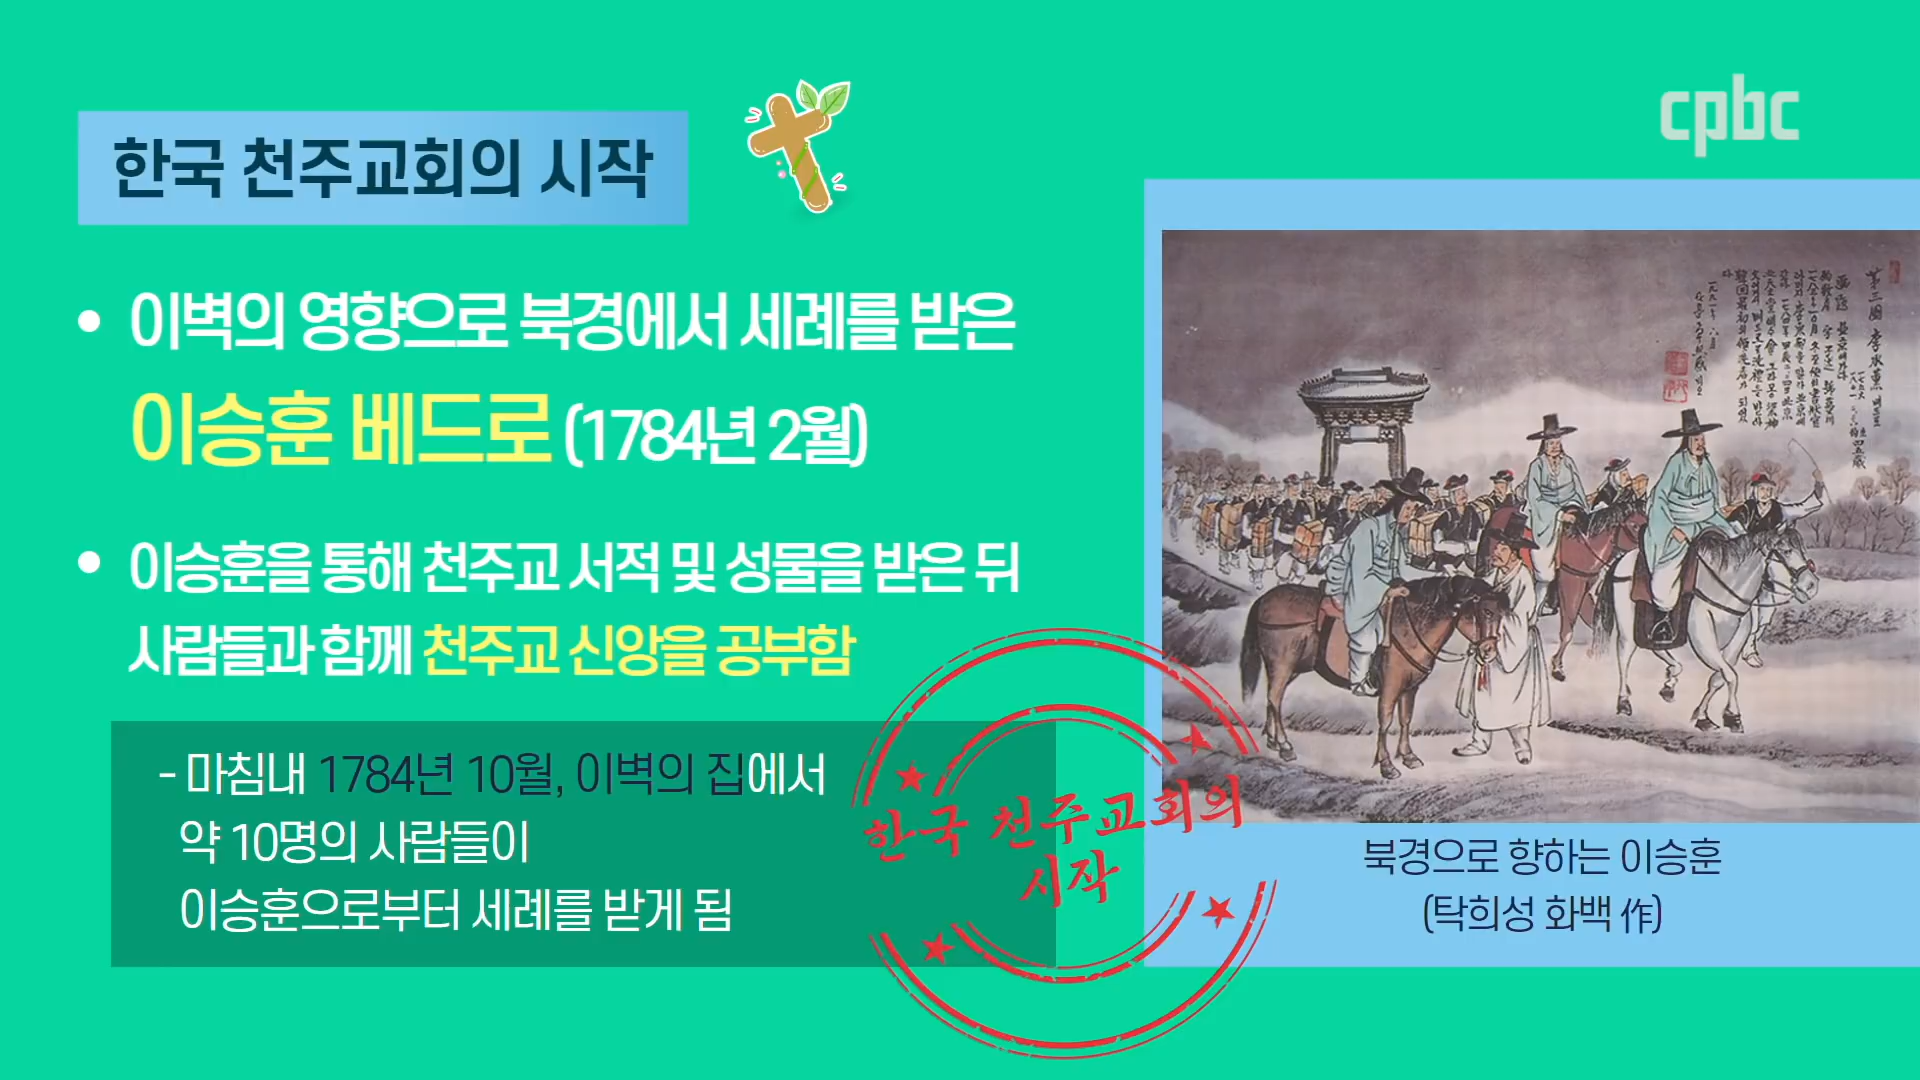 한국 천주교회의 시작
cpbc
• 이벽의 영향으로 북경에서 세례를 받은
이승훈 베드로 (1784년 2월)
• 이승훈을 통해 천주교 서적 및 성물을 받은 뒤
사람들과 함께 천주교 신앙을 공부함
- 마침내 1784년 10월, 이벽의 집에서
약 10명의 사람들이
이승훈으로부터 세례를 받게 됨
한국 천주교회의
시작
북경으로 향하는 이승훈
(탁희성 화백 作)